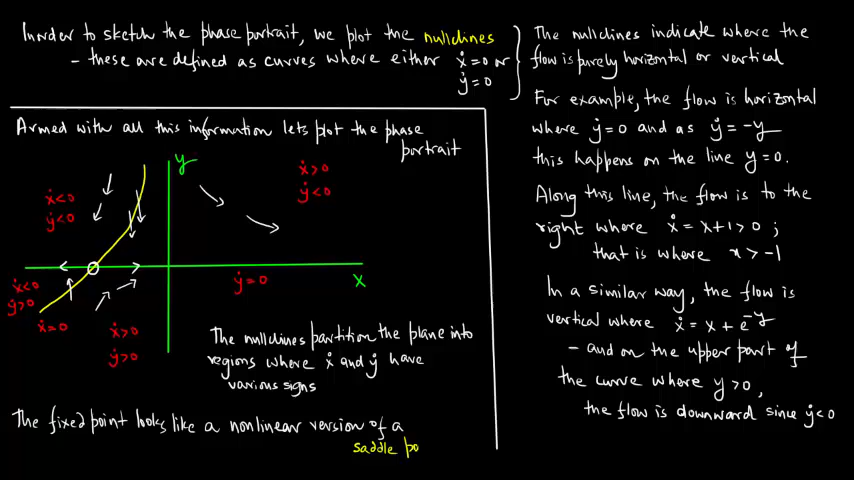 Inorder to sketch the phase portrait, we plot the nullclines
- these are defined as curves where either ẋ=0 or
ẏ=0
The nullclines indicate where the
flow is purely horizontal or vertical
For example, the flow is horizontal
where ẏ=0 and as ẏ=-y
this happens on the line y=0.
Along this line, the flow is to the
right where ẋ=x+1>0;
that is where x>-1
In a similar way, the flow is
vertical where ẋ=x+e^-y
- and on the upper part of
the curve where y>0,
the flow is downward since ẏ<0
Armed with all this information lets plot the phase
portrait
y
ẋ>0
ẏ<0
ẋ<0
ẏ<0
ẋ<0
ẏ>0
ẋ=0
ẏ=0
x
ẋ>0
ẏ>0
The nullclines partition the plane into
regions where ẋ and ẏ have
various signs
The fixed point looks like a nonlinear version of a
saddle po